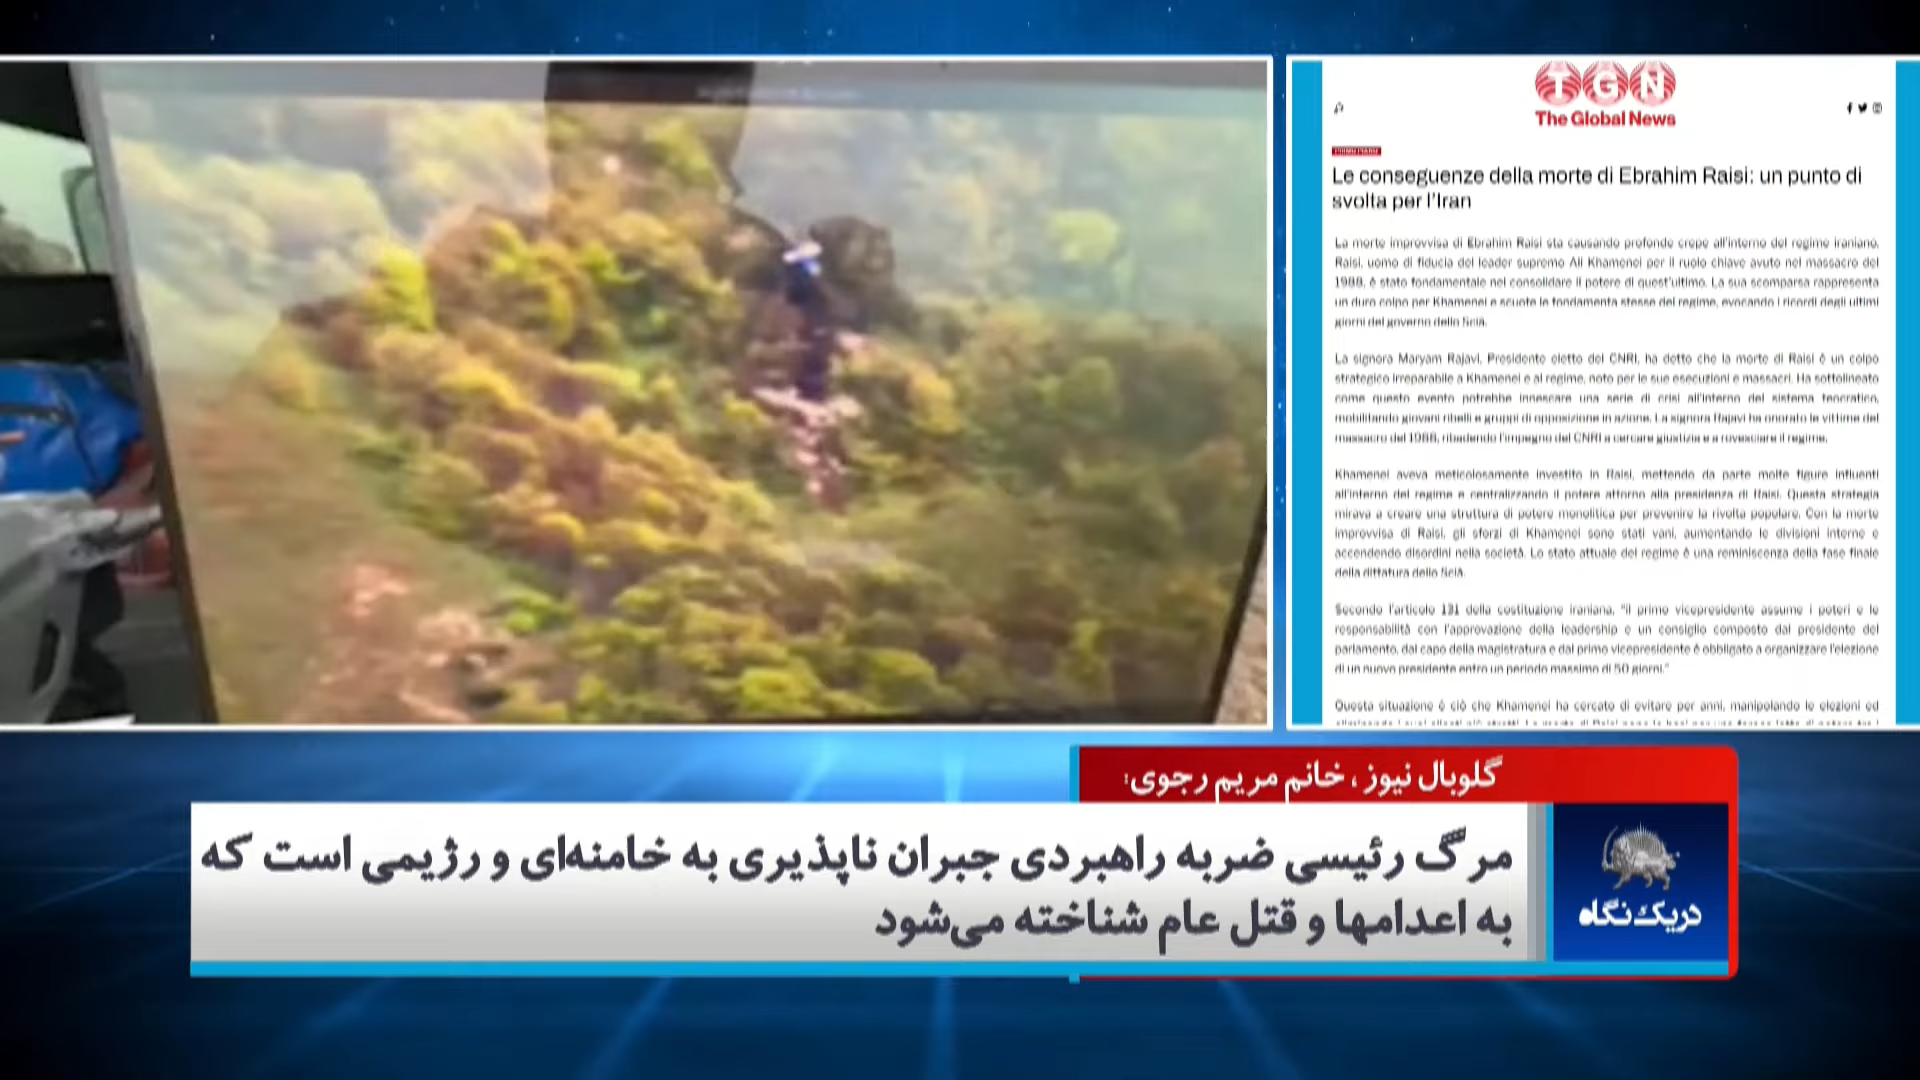 TGN
The Global News
PRIMO PIANO
Le conseguenze della morte di Ebrahim Raisi: un punto di
svolta per l'Iran
La morte improvvisa di Ebrahim Raisi sta causando profonde crepe all'interno del regime iraniano.
Raisi, uomo di fiducia del leader supremo Ali Khamenei per il ruolo chiave avuto nel massacro del
1988, è stato fondamentale nel consolidare il potere di quest'ultimo. La sua scomparsa rappresenta
un duro colpo per Khamenei e scuote le fondamenta stesse del regime, evocando i ricordi degli ultimi
giorni del governo dello Scià.
La signora Maryam Rajavi, Presidente eletto del CNRI, ha detto che la morte di Raisi è un colpo
strategico irreparabile a Khamenei e al regime, noto per le sue esecuzioni e massacri. Ha sottolineato
come questo evento potrebbe innescare una serie di crisi all'interno del sistema teocratico,
mobilitando giovani ribelli e gruppi di opposizione in azione. La signora Rajavi ha onorato le vittime del
massacro del 1988, ribadendo l'impegno del CNRI a cercare giustizia e a rovesciare il regime.
Khamenei aveva meticolosamente investito in Raisi, mettendo da parte molte figure influenti
all'interno del regime e centralizzando il potere attorno alla presidenza di Raisi. Questa strategia
mirava a creare una struttura di potere monolitica per prevenire la rivolta popolare. Con la morte
improvvisa di Raisi, gli sforzi di Khamenei sono stati vani, aumentando le divisioni interne e
accendendo disordini nella società. Lo stato attuale del regime è una reminiscenza della fase finale
della dittatura dello Scià.
Secondo l'articolo 131 della costituzione iraniana, "il primo vicepresidente assume i poteri e le
responsabilità con l'approvazione della leadership e un consiglio composto dal presidente del
parlamento, dal capo della magistratura e dal primo vicepresidente è obbligato a organizzare l'elezione
di un nuovo presidente entro un periodo massimo di 50 giorni."
Questa situazione è ciò che Khamenei ha cercato di evitare per anni, manipolando le elezioni ed
گلوبال نیوز ، خانم مریم رجوی:
مرگ رئیسی ضربه راهبردی جبران ناپذیری به خامنه‌ای و رژیمی است که
به اعدامها و قتل عام شناخته می‌شود
دریک نگاه